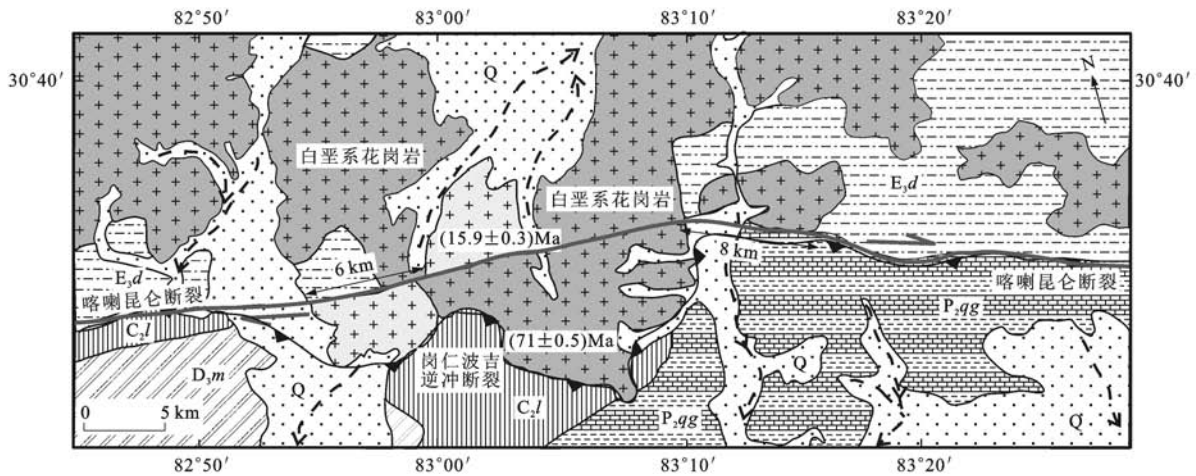 82°50′ 83°00′ 83°10′ 83°20′
30°40′ 30°40′
Q
N
白垩系花岗岩
E₃d
白垩系花岗岩
(15.9±0.3)Ma
8 km
6 km
E₃d
喀喇昆仑断裂
喀喇昆仑断裂
C₂l
P₂qg
(71±0.5)Ma
岗仁波吉
逆冲断裂
D₃m
Q
Q
C₂l
0 5 km
P₂qg
Q
82°50′ 83°00′ 83°10′ 83°20′